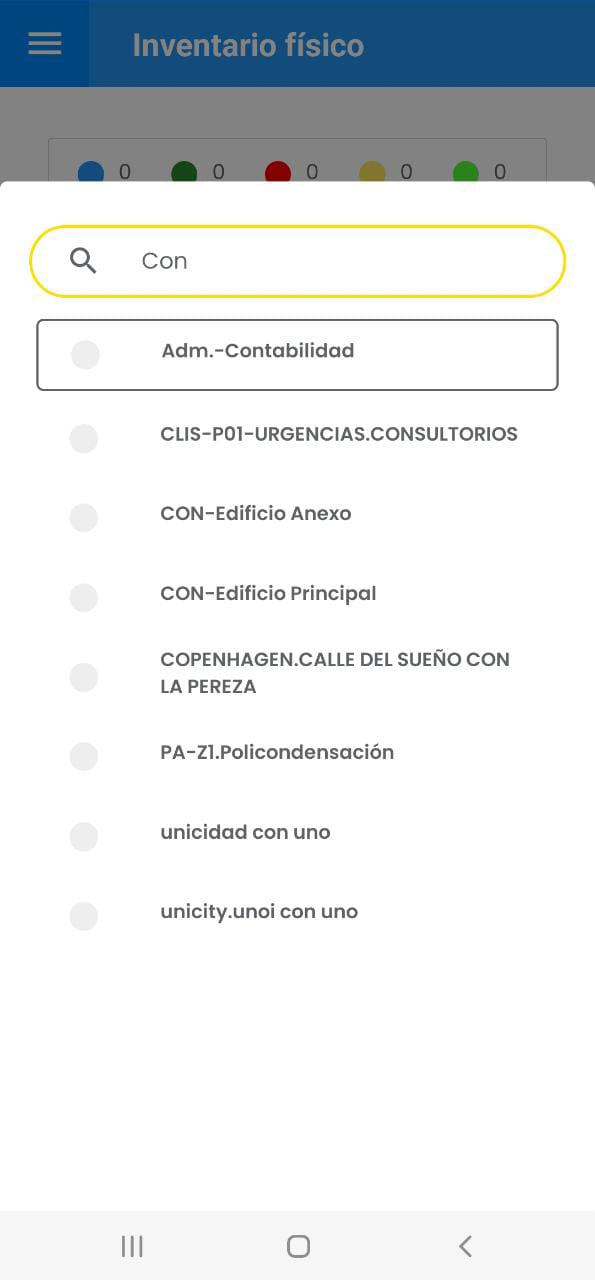 Inventario físico
0 0 0 0 0
Con
Adm.-Contabilidad
CLIS-P01-URGENCIAS.CONSULTORIOS
CON-Edificio Anexo
CON-Edificio Principal
COPENHAGEN.CALLE DEL SUEÑO CON
LA PEREZA
PA-Z1.Policondensación
unicidad con uno
unicity.unoi con uno